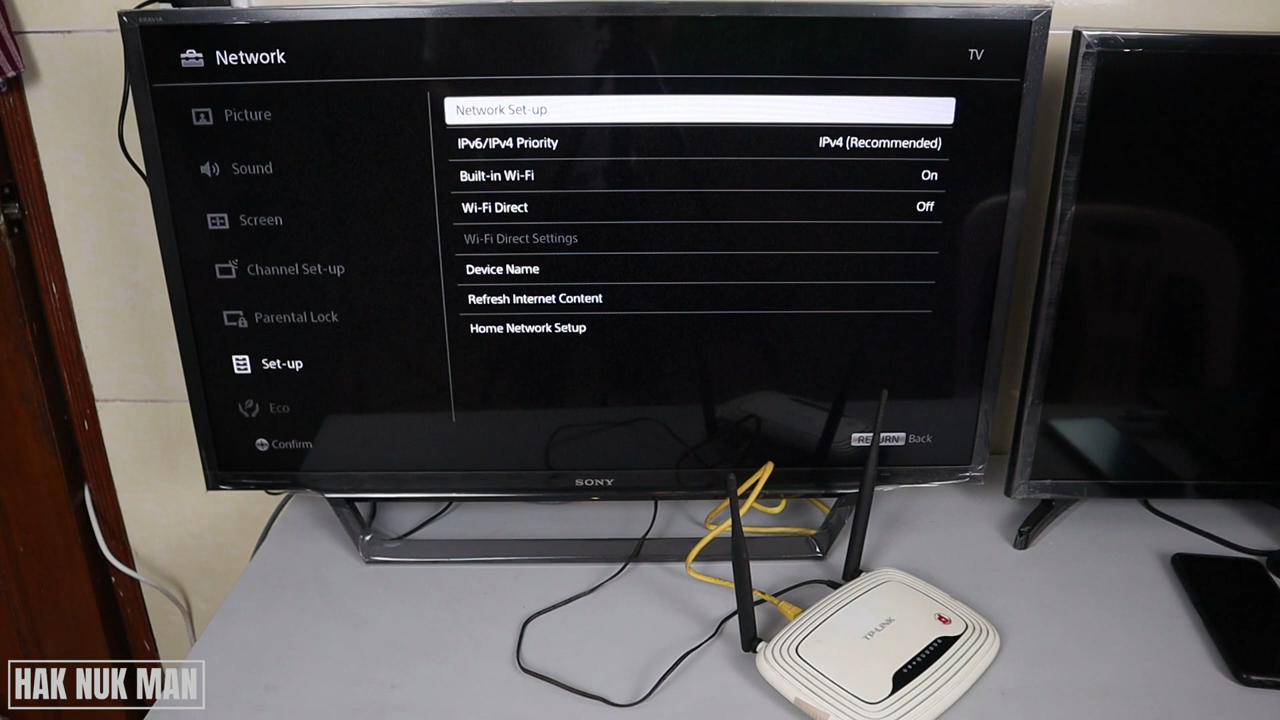 BRAVIA
Network
TV
Picture
Sound
Screen
Channel Set-up
Parental Lock
Set-up
Eco
Confirm
Network Set-up
IPv6/IPv4 Priority IPv4 (Recommended)
Built-in Wi-Fi On
Wi-Fi Direct Off
Wi-Fi Direct Settings
Device Name
Refresh Internet Content
Home Network Setup
RETURN Back
SONY
TP-LINK
HAK NUK MAN